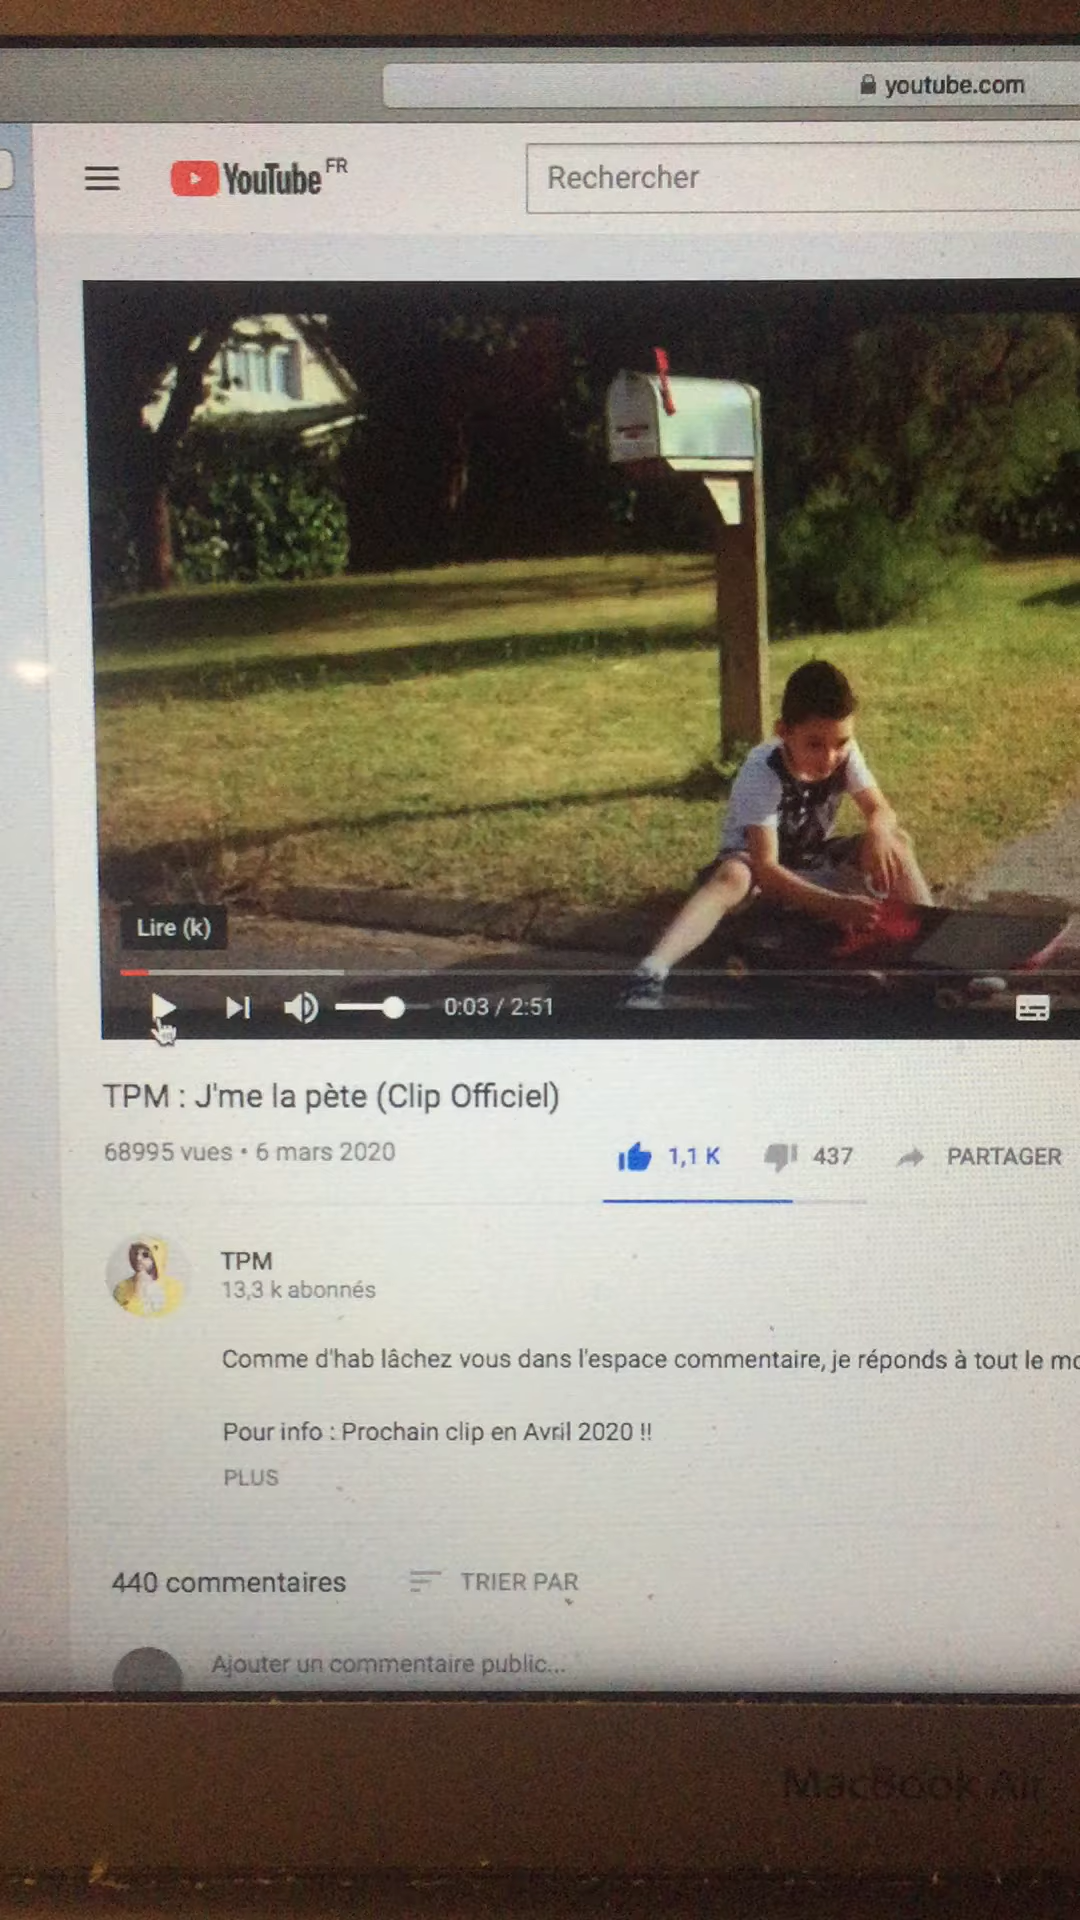 youtube.com
YouTube FR
Rechercher
Lire (k)
0:03 / 2:51
TPM : J'me la pète (Clip Officiel)
68995 vues • 6 mars 2020
1,1 K
437
PARTAGER
TPM
13,3 k abonnés
Comme d'hab lâchez vous dans l'espace commentaire, je réponds à tout le
Pour info : Prochain clip en Avril 2020 !!
PLUS
440 commentaires
TRIER PAR
Ajouter un commentaire public...
MacBook Air